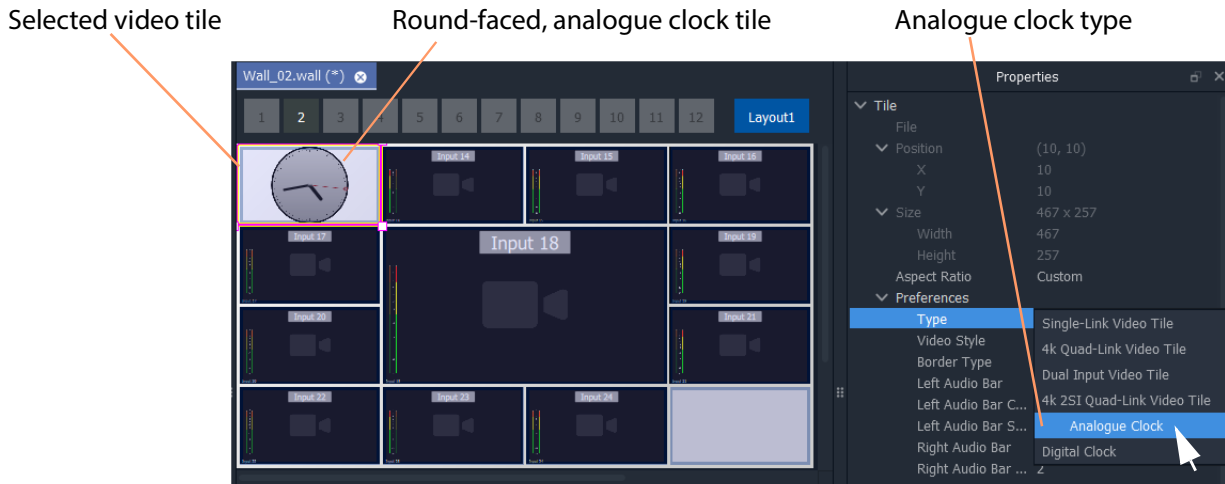 Selected video tile
Round-faced, analogue clock tile
Analogue clock type
Wall_02.wall (*)
1 2 3 4 5 6 7 8 9 10 11 12 Layout1
Input 14 Input 15 Input 16
Input 17 Input 18 Input 19
Input 20 Input 21
Input 22 Input 23 Input 24
Properties
Tile
File
Position (10, 10)
X 10
Y 10
Size 467 x 257
Width 467
Height 257
Aspect Ratio Custom
Preferences
Type
Video Style
Border Type
Left Audio Bar
Left Audio Bar C...
Left Audio Bar S...
Right Audio Bar
Right Audio Bar ... 2
Single-Link Video Tile
4k Quad-Link Video Tile
Dual Input Video Tile
4k 2SI Quad-Link Video Tile
Analogue Clock
Digital Clock